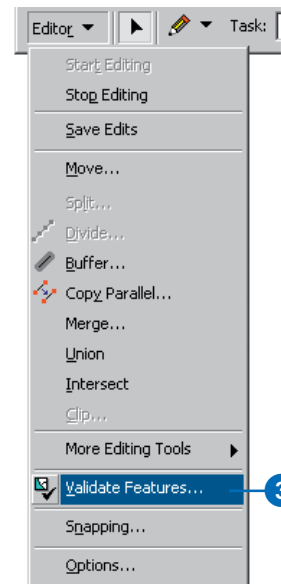 Editor Task:
Start Editing
Stop Editing
Save Edits
Move...
Split...
Divide...
Buffer...
Copy Parallel...
Merge...
Union
Intersect
Clip...
More Editing Tools
Validate Features... 3
Snapping...
Options...